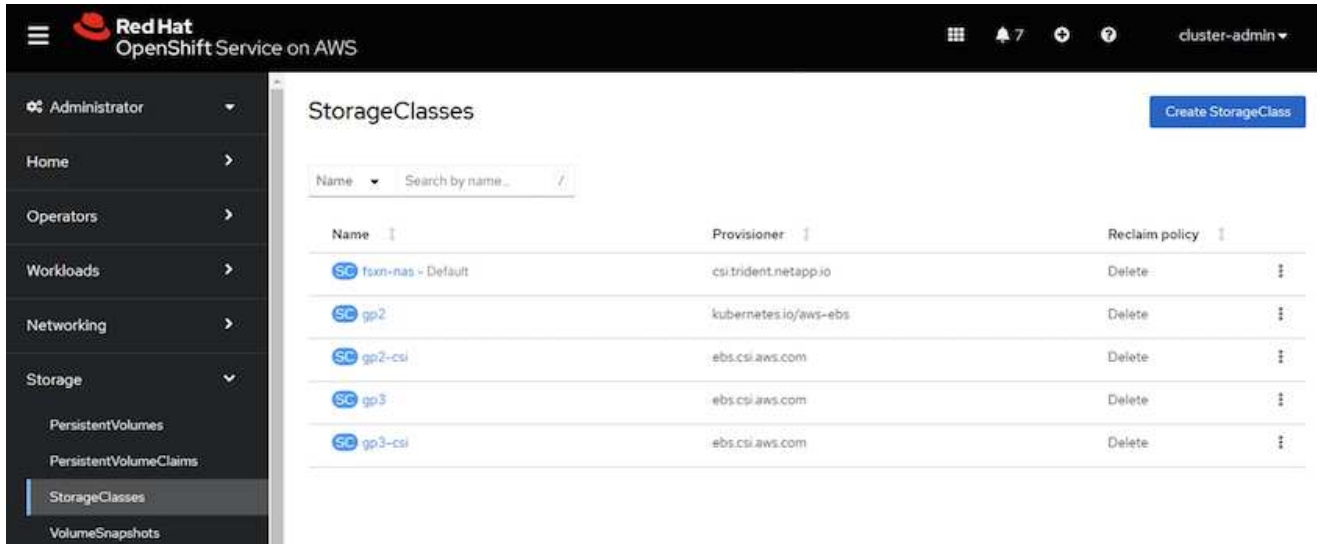 Red Hat
OpenShift Service on AWS
7
cluster-admin
Administrator
Home
Operators
Workloads
Networking
Storage
PersistentVolumes
PersistentVolumeClaims
StorageClasses
VolumeSnapshots
StorageClasses
Create StorageClass
Name Search by name... /
Name Provisioner Reclaim policy
SC fsxn-nas - Default csi.trident.netapp.io Delete
SC gp2 kubernetes.io/aws-ebs Delete
SC gp2-csi ebs.csi.aws.com Delete
SC gp3 ebs.csi.aws.com Delete
SC gp3-csi ebs.csi.aws.com Delete